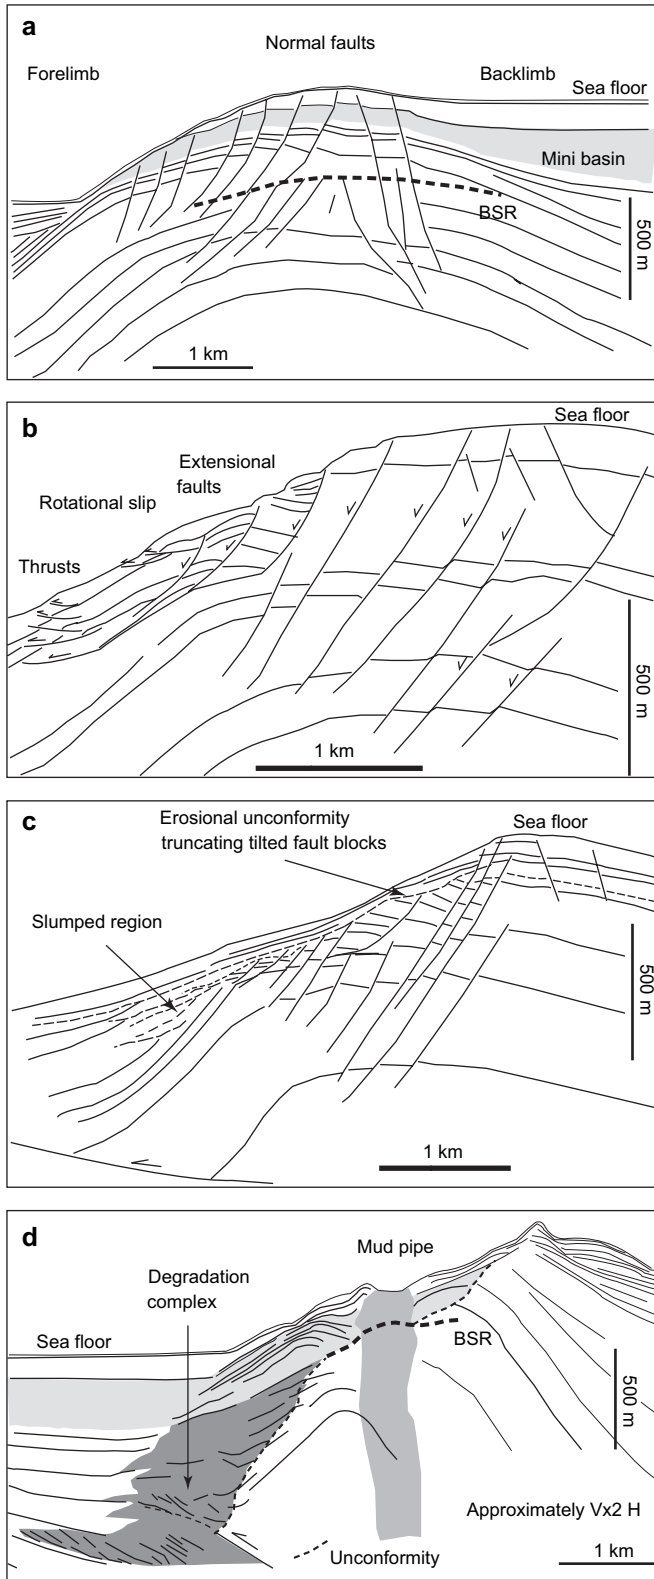 a
Normal faults
Forelimb
Backlimb
Sea floor
Mini basin
BSR
500 m
1 km
b
Sea floor
Extensional
faults
Rotational slip
Thrusts
500 m
1 km
c
Erosional unconformity
truncating tilted fault blocks
Sea floor
Slumped region
500 m
1 km
d
Mud pipe
Degradation
complex
Sea floor
BSR
500 m
Approximately Vx2 H
Unconformity
1 km